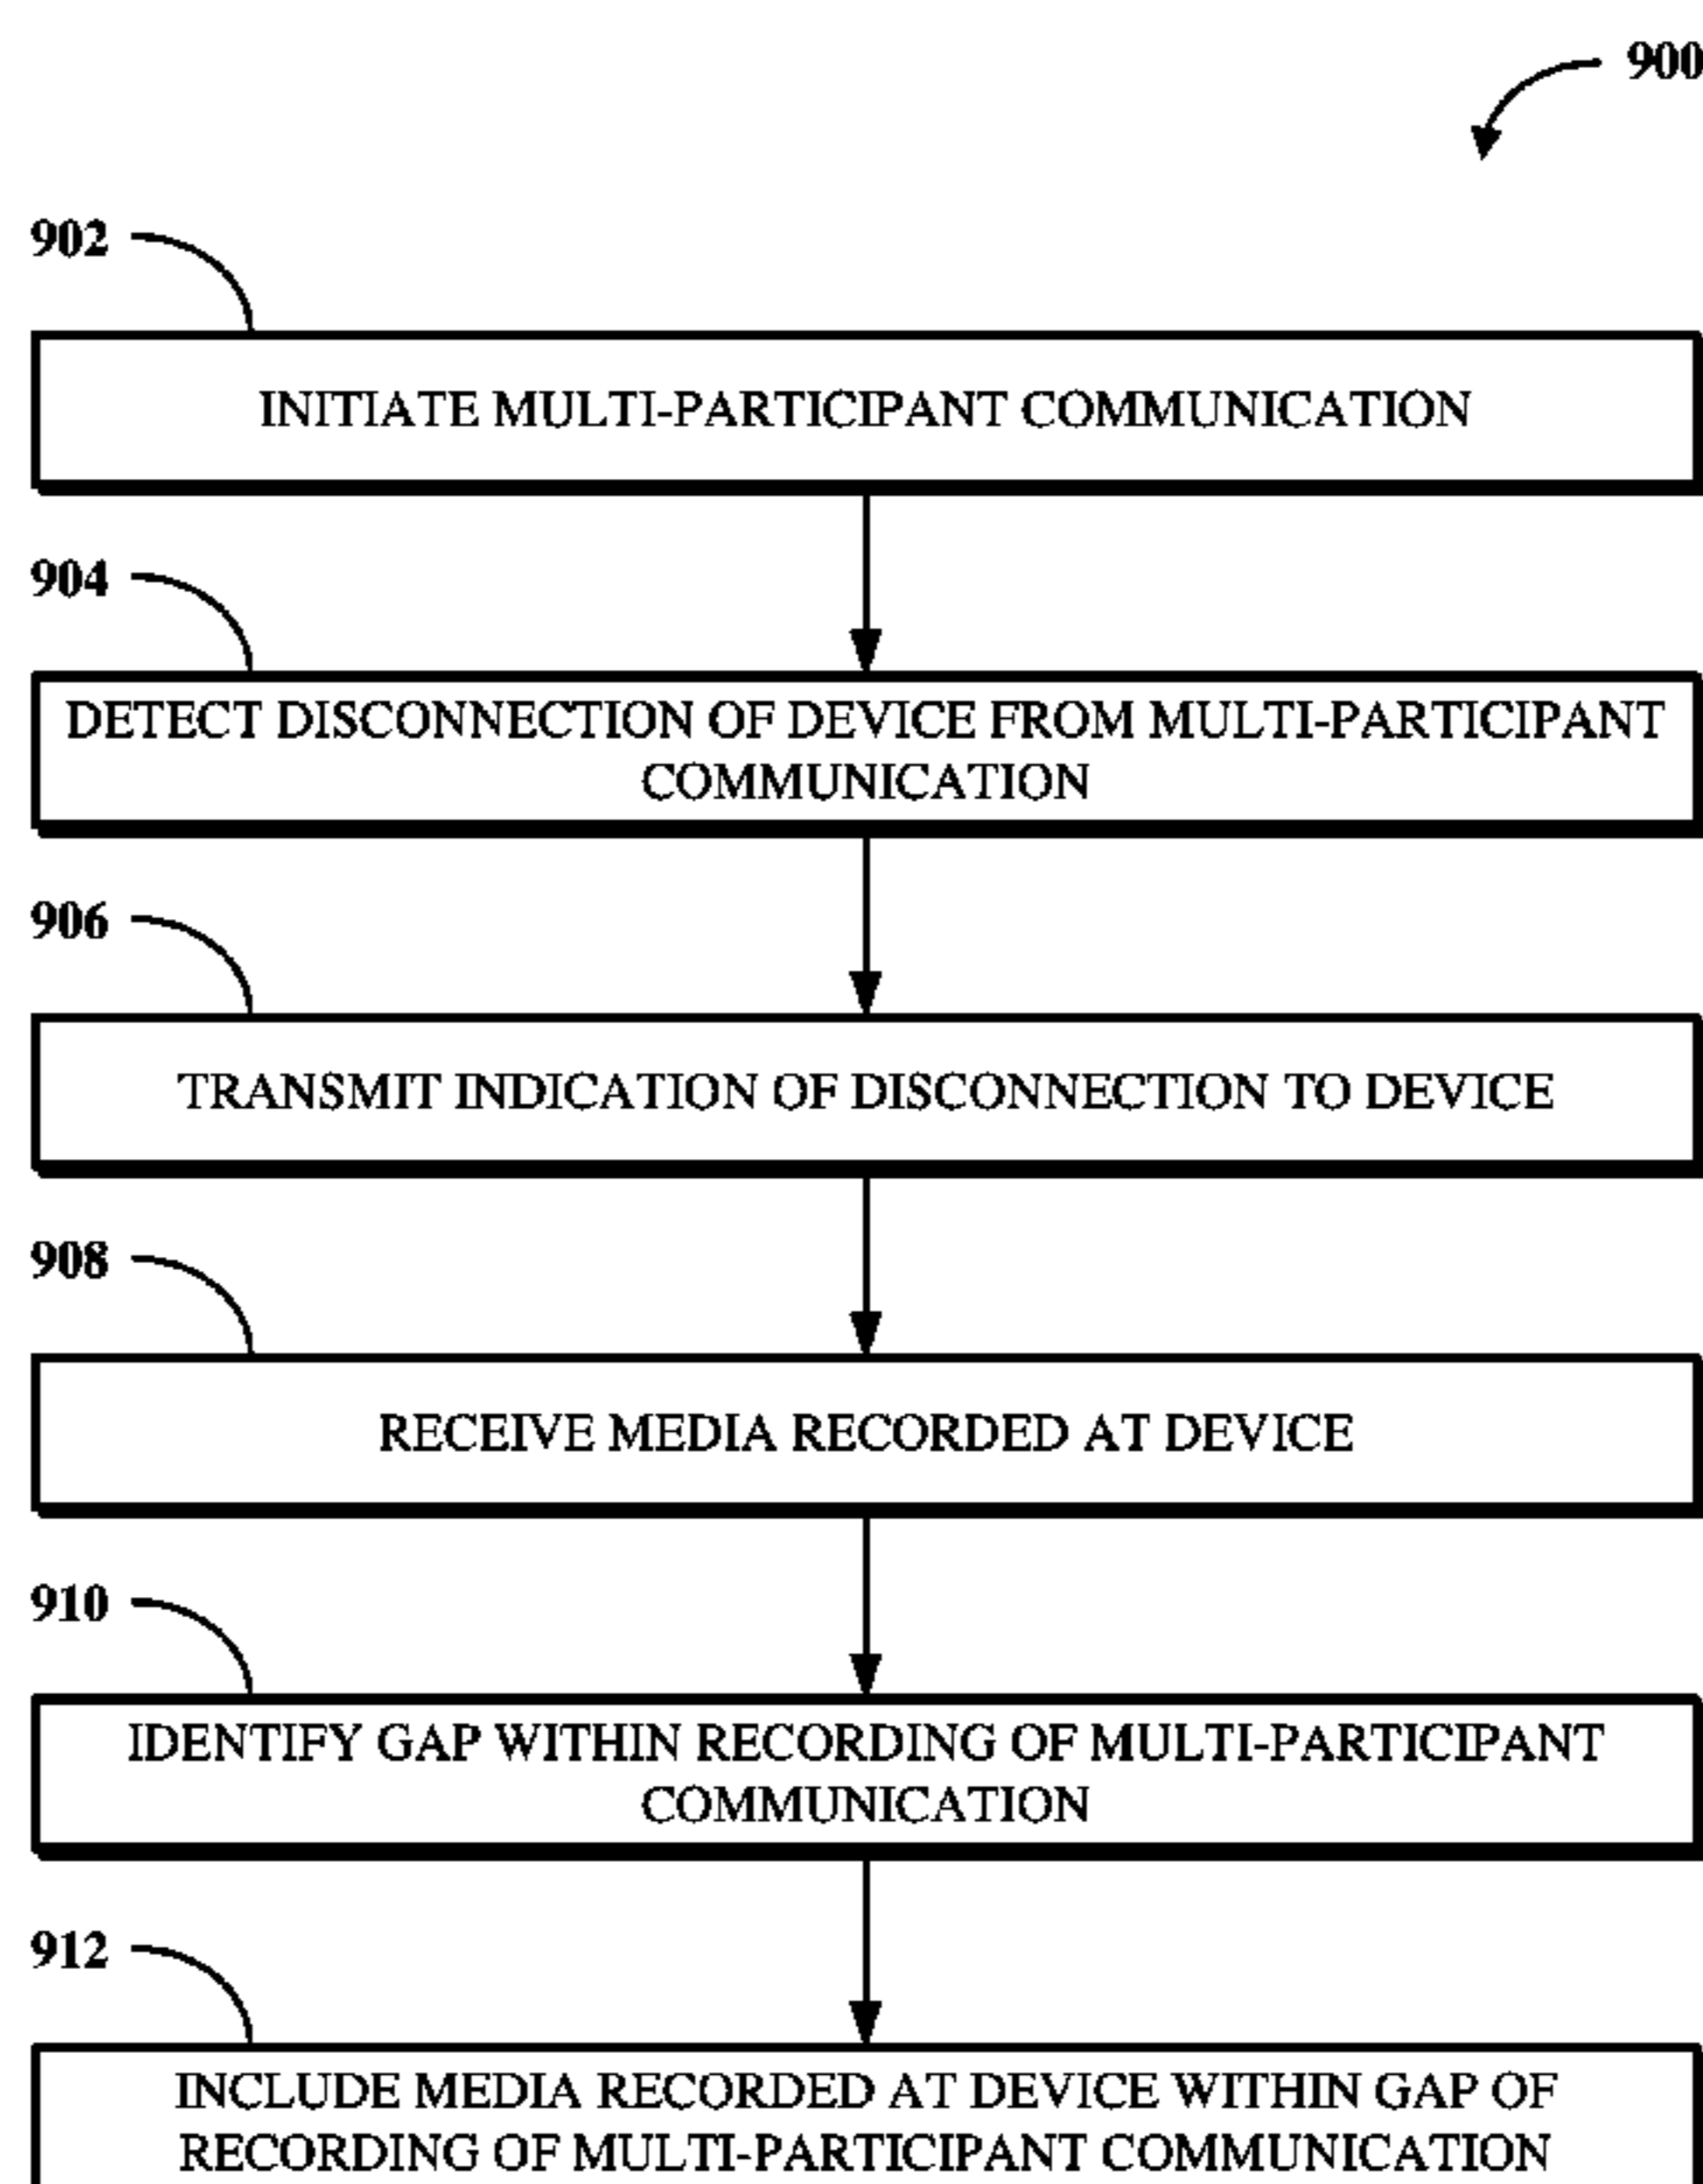 900
902
INITIATE MULTI-PARTICIPANT COMMUNICATION
904
DETECT DISCONNECTION OF DEVICE FROM MULTI-PARTICIPANT
COMMUNICATION
906
TRANSMIT INDICATION OF DISCONNECTION TO DEVICE
908
RECEIVE MEDIA RECORDED AT DEVICE
910
IDENTIFY GAP WITHIN RECORDING OF MULTI-PARTICIPANT
COMMUNICATION
912
INCLUDE MEDIA RECORDED AT DEVICE WITHIN GAP OF
RECORDING OF MULTI-PARTICIPANT COMMUNICATION